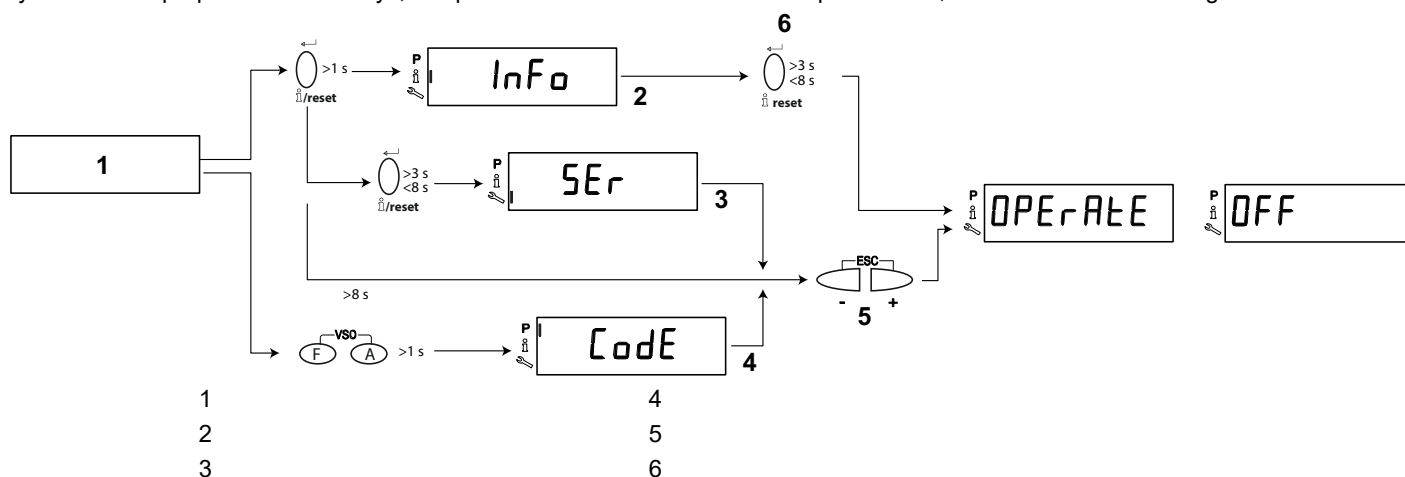 6
>1 s
P
InFo
>3 s
<8 s
/reset
2
reset
1
>3 s
<8 s
P
SEr
/reset
3
P
OPErAtE
P
OFF
ESC
- +
5
>8 s
VSO
F A
>1 s
P
CodE
4
1 4
2 5
3 6